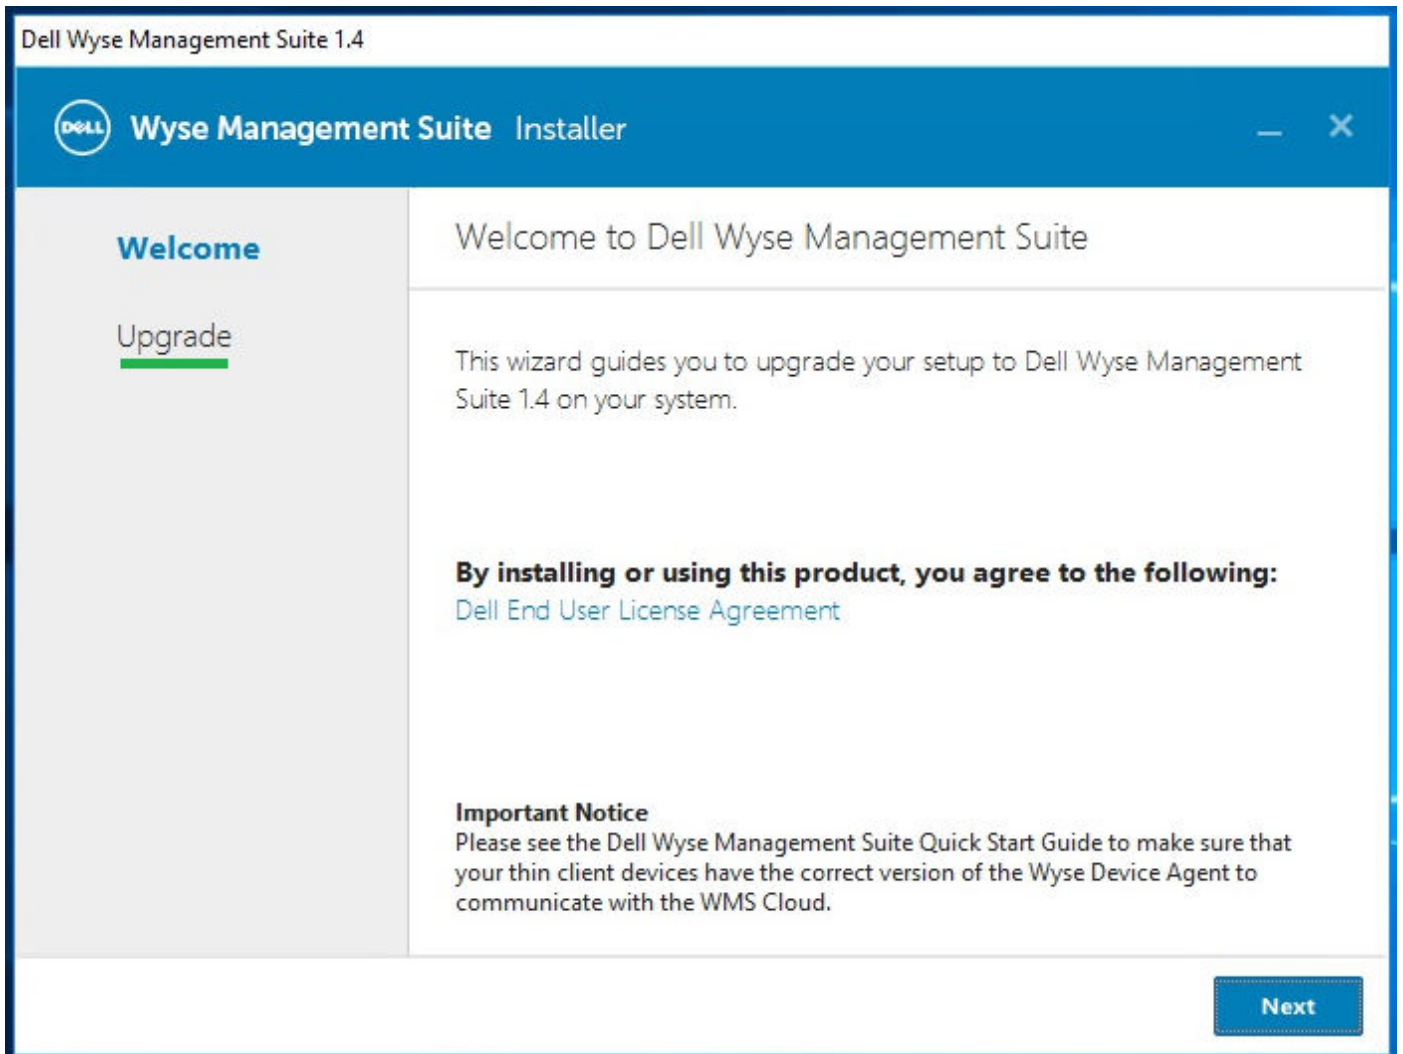 Dell Wyse Management Suite 1.4
DELL Wyse Management Suite Installer
Welcome
Upgrade
Welcome to Dell Wyse Management Suite
This wizard guides you to upgrade your setup to Dell Wyse Management
Suite 1.4 on your system.
By installing or using this product, you agree to the following:
Dell End User License Agreement
Important Notice
Please see the Dell Wyse Management Suite Quick Start Guide to make sure that
your thin client devices have the correct version of the Wyse Device Agent to
communicate with the WMS Cloud.
Next